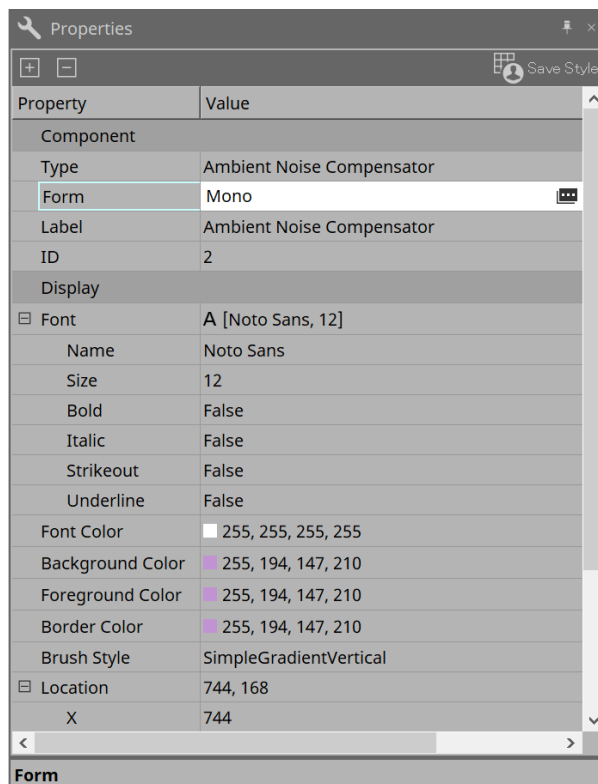 Properties
Save Style
Property Value
Component
Type Ambient Noise Compensator
Form Mono
Label Ambient Noise Compensator
ID 2
Display
Font A [Noto Sans, 12]
Name Noto Sans
Size 12
Bold False
Italic False
Strikeout False
Underline False
Font Color 255, 255, 255, 255
Background Color 255, 194, 147, 210
Foreground Color 255, 194, 147, 210
Border Color 255, 194, 147, 210
Brush Style SimpleGradientVertical
Location 744, 168
X 744
Form